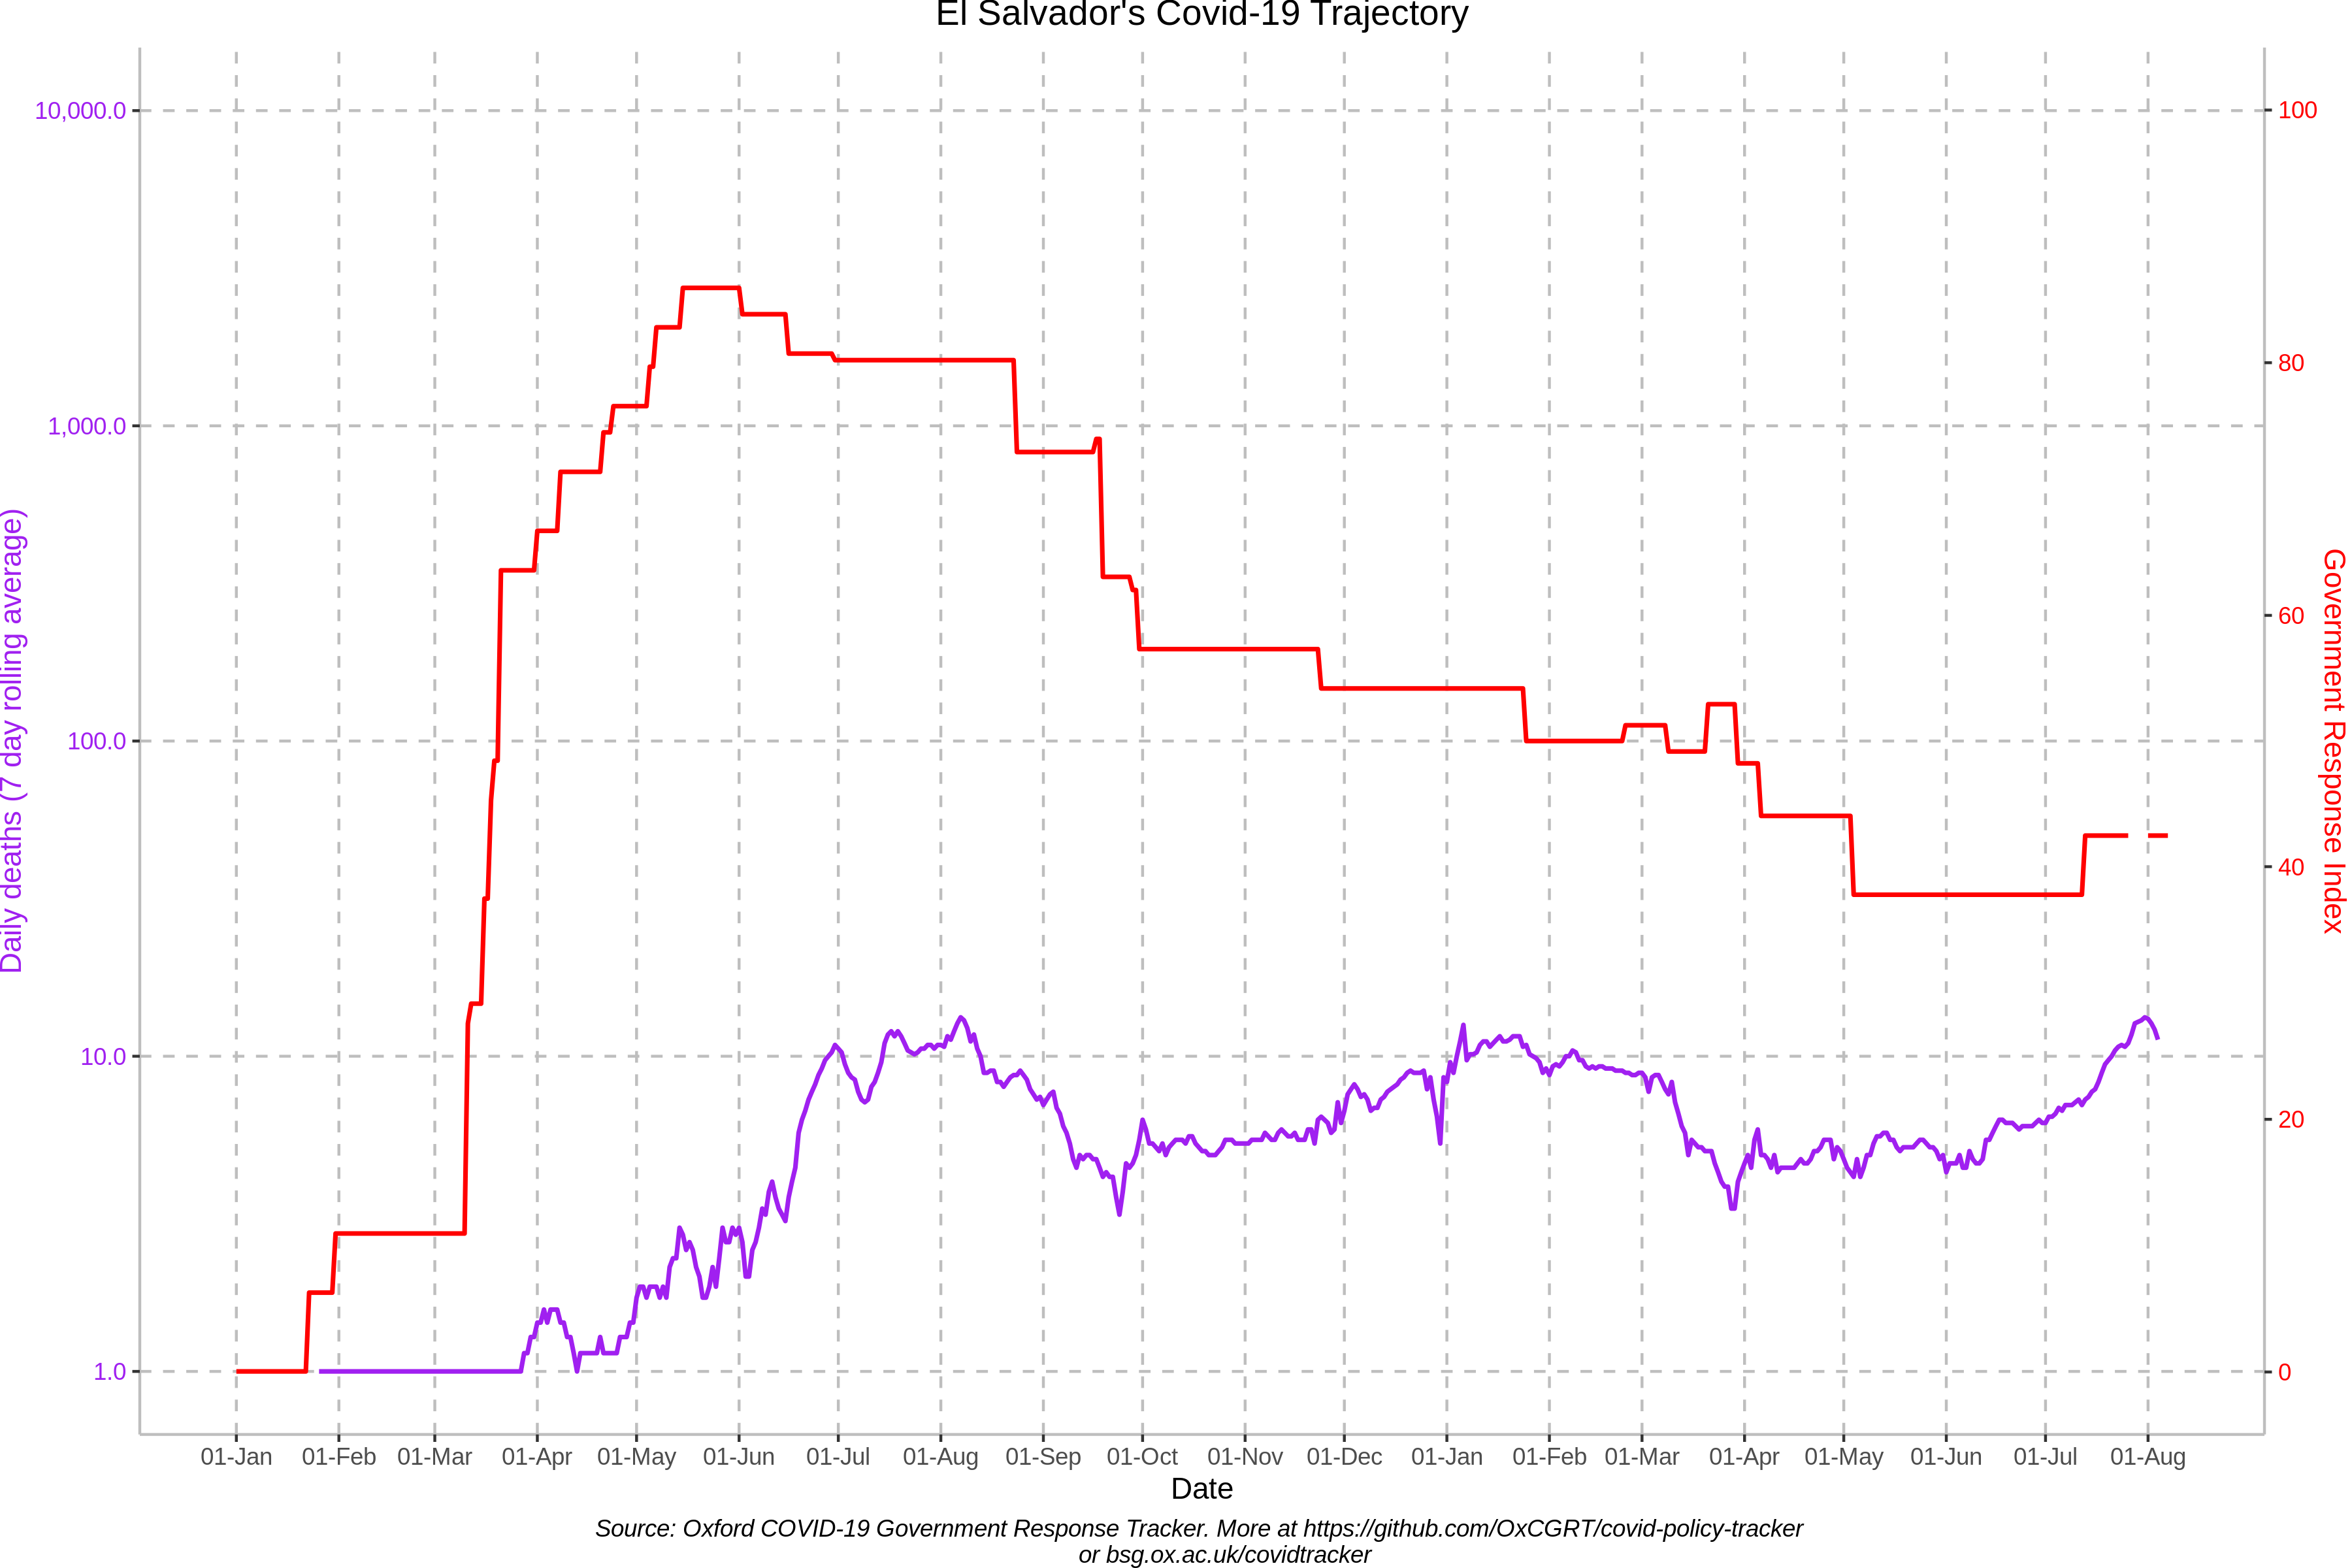 El Salvador's Covid-19 Trajectory
10,000.0
1,000.0
100.0
10.0
1.0
Daily deaths (7 day rolling average)
100
80
60
40
20
0
Government Response Index
01-Jan 01-Feb 01-Mar 01-Apr 01-May 01-Jun 01-Jul 01-Aug 01-Sep 01-Oct 01-Nov 01-Dec 01-Jan 01-Feb 01-Mar 01-Apr 01-May 01-Jun 01-Jul 01-Aug
Date
Source: Oxford COVID-19 Government Response Tracker. More at https://github.com/OxCGRT/covid-policy-tracker
or bsg.ox.ac.uk/covidtracker